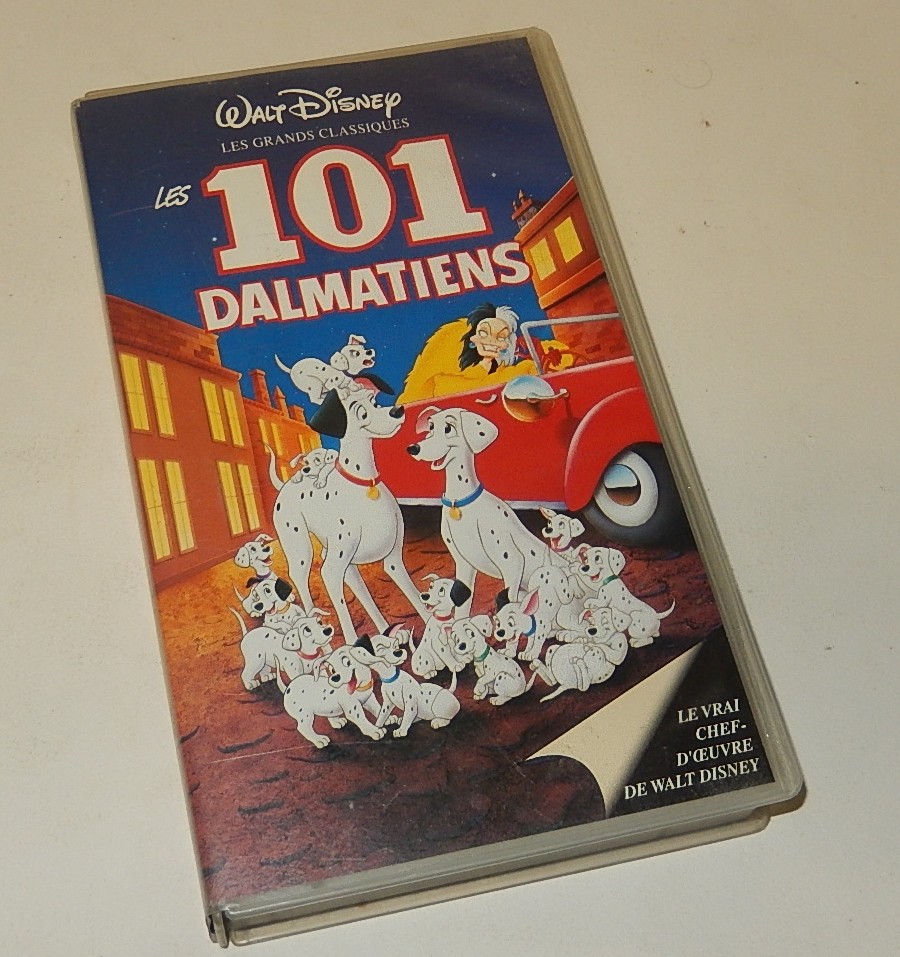 WALT DISNEY
LES GRANDS CLASSIQUES
LES 101
DALMATIENS
LE VRAI
CHEF-
D'ŒUVRE
DE WALT DISNEY